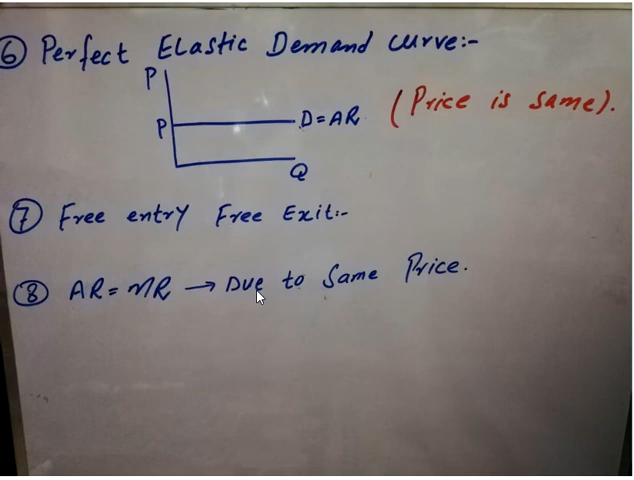 ⑥ Perfect Elastic Demand curve:-
P
P D=AR (Price is same).
Q
⑦ Free entry Free Exit:-
⑧ AR=MR → Due to Same Price.